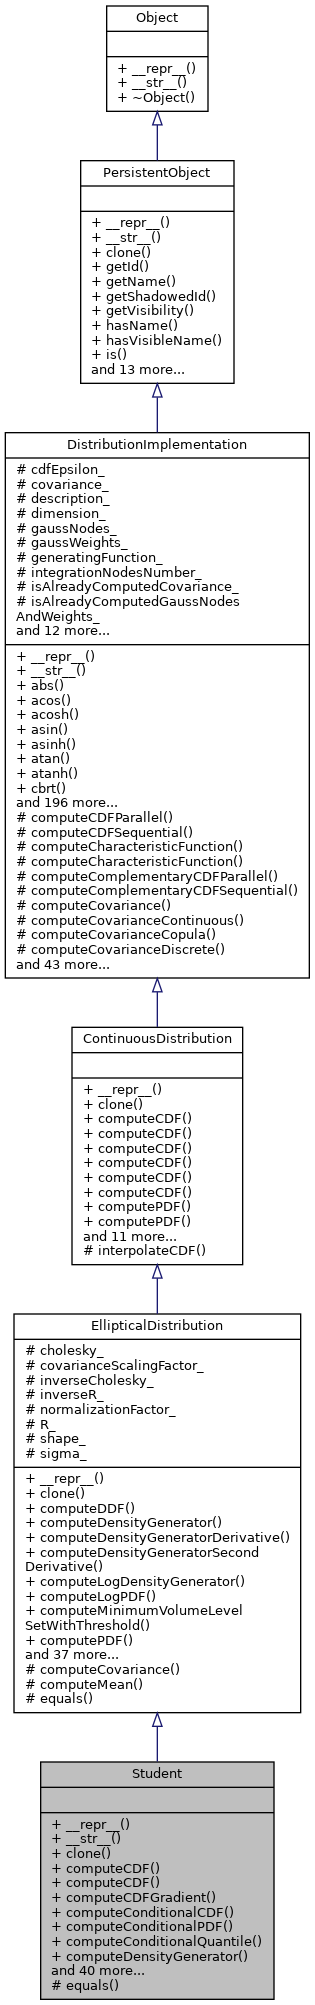 Object
+ __repr__()
+ __str__()
+ ~Object()
PersistentObject
+ __repr__()
+ __str__()
+ clone()
+ getId()
+ getName()
+ getShadowedId()
+ getVisibility()
+ hasName()
+ hasVisibleName()
+ is()
and 13 more...
DistributionImplementation
# cdfEpsilon_
# covariance_
# description_
# dimension_
# gaussNodes_
# gaussWeights_
# generatingFunction_
# integrationNodesNumber_
# isAlreadyComputedCovariance_
# isAlreadyComputedGaussNodes
AndWeights_
and 12 more...
+ __repr__()
+ __str__()
+ abs()
+ acos()
+ acosh()
+ asin()
+ asinh()
+ atan()
+ atanh()
+ cbrt()
and 196 more...
# computeCDFParallel()
# computeCDFSequential()
# computeCharacteristicFunction()
# computeCharacteristicFunction()
# computeComplementaryCDFParallel()
# computeComplementaryCDFSequential()
# computeCovariance()
# computeCovarianceContinuous()
# computeCovarianceCopula()
# computeCovarianceDiscrete()
and 43 more...
ContinuousDistribution
+ __repr__()
+ clone()
+ computeCDF()
+ computeCDF()
+ computeCDF()
+ computeCDF()
+ computeCDF()
+ computeCDF()
+ computePDF()
+ computePDF()
and 11 more...
# interpolateCDF()
EllipticalDistribution
# cholesky_
# covarianceScalingFactor_
# inverseCholesky_
# inverseR_
# normalizationFactor_
# R_
# shape_
# sigma_
+ __repr__()
+ clone()
+ computeDDF()
+ computeDensityGenerator()
+ computeDensityGeneratorDerivative()
+ computeDensityGeneratorSecond
Derivative()
+ computeLogDensityGenerator()
+ computeLogPDF()
+ computeMinimumVolumeLevel
SetWithThreshold()
+ computePDF()
and 37 more...
# computeCovariance()
# computeMean()
# equals()
Student
+ __repr__()
+ __str__()
+ clone()
+ computeCDF()
+ computeCDF()
+ computeCDFGradient()
+ computeConditionalCDF()
+ computeConditionalPDF()
+ computeConditionalQuantile()
+ computeDensityGenerator()
and 40 more...
# equals()